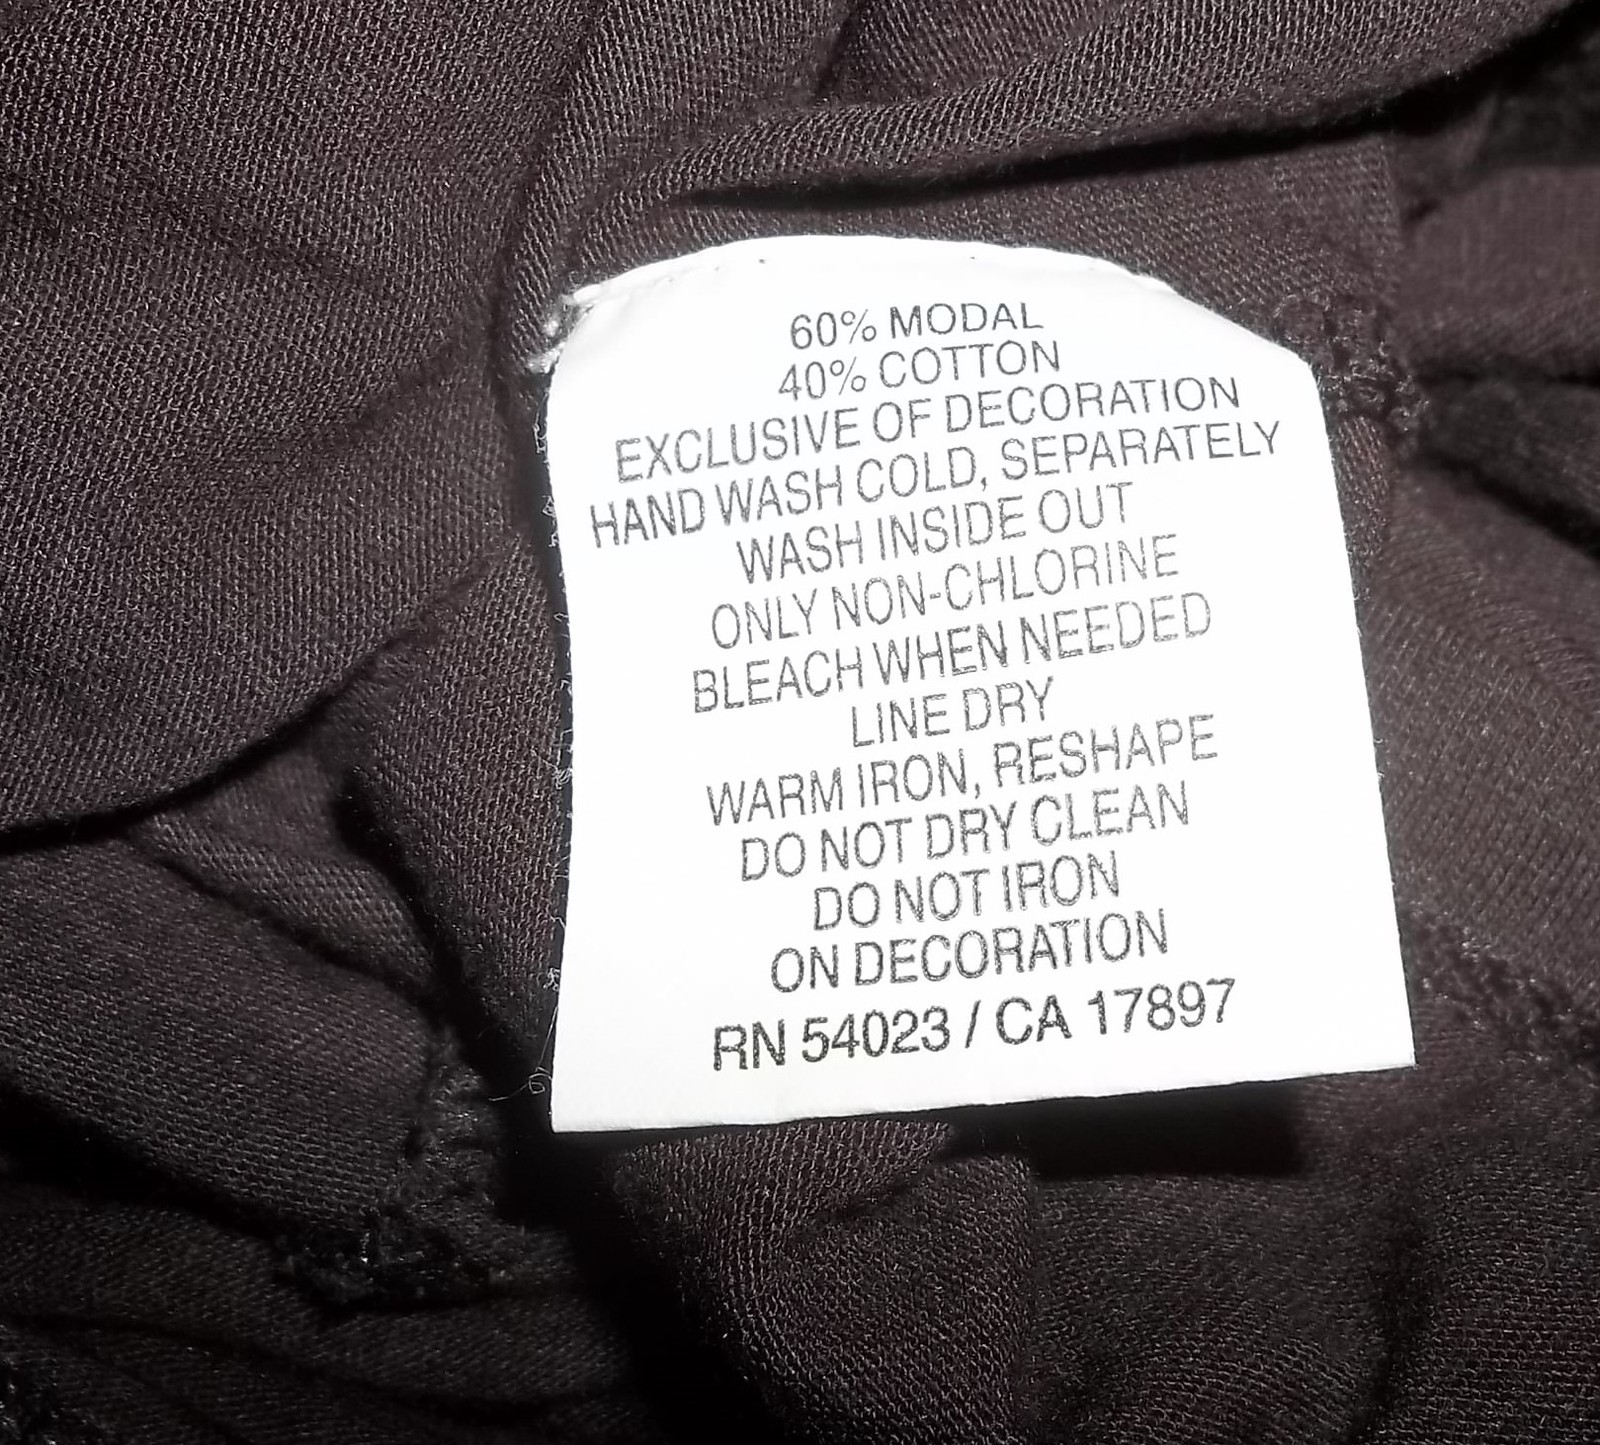 60% MODAL
40% COTTON
EXCLUSIVE OF DECORATION
HAND WASH COLD, SEPARATELY
WASH INSIDE OUT
ONLY NON-CHLORINE
BLEACH WHEN NEEDED
LINE DRY
WARM IRON, RESHAPE
DO NOT DRY CLEAN
DO NOT IRON
ON DECORATION
RN 54023 / CA 17897